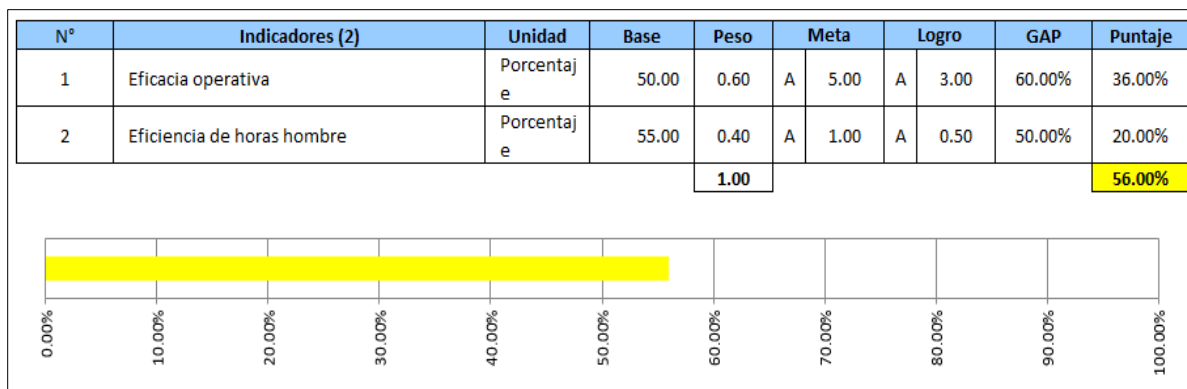 N° Indicadores (2) Unidad Base Peso Meta Logro GAP Puntaje
1 Eficacia operativa Porcentaj
e 50.00 0.60 A 5.00 A 3.00 60.00% 36.00%
2 Eficiencia de horas hombre Porcentaj
e 55.00 0.40 A 1.00 A 0.50 50.00% 20.00%
1.00 56.00%
0.00% 10.00% 20.00% 30.00% 40.00% 50.00% 60.00% 70.00% 80.00% 90.00% 100.00%